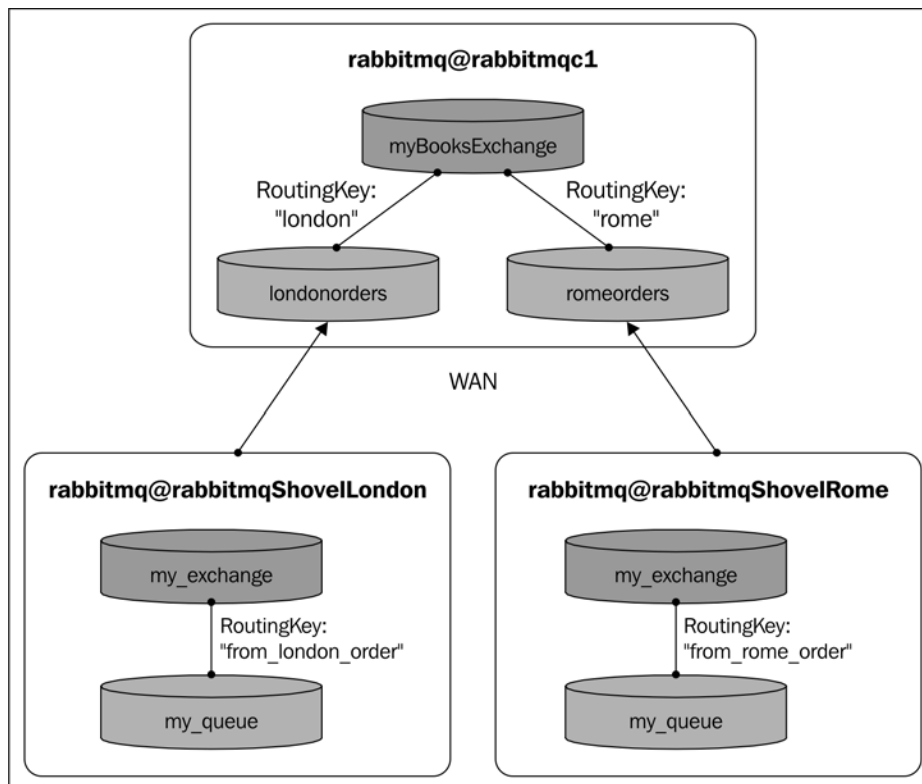 rabbitmq@rabbitmqc1
myBooksExchange
RoutingKey:
"london"
RoutingKey:
"rome"
londonorders
romeorders
WAN
rabbitmq@rabbitmqShovelLondon
my_exchange
RoutingKey:
"from_london_order"
my_queue
rabbitmq@rabbitmqShovelRome
my_exchange
RoutingKey:
"from_rome_order"
my_queue